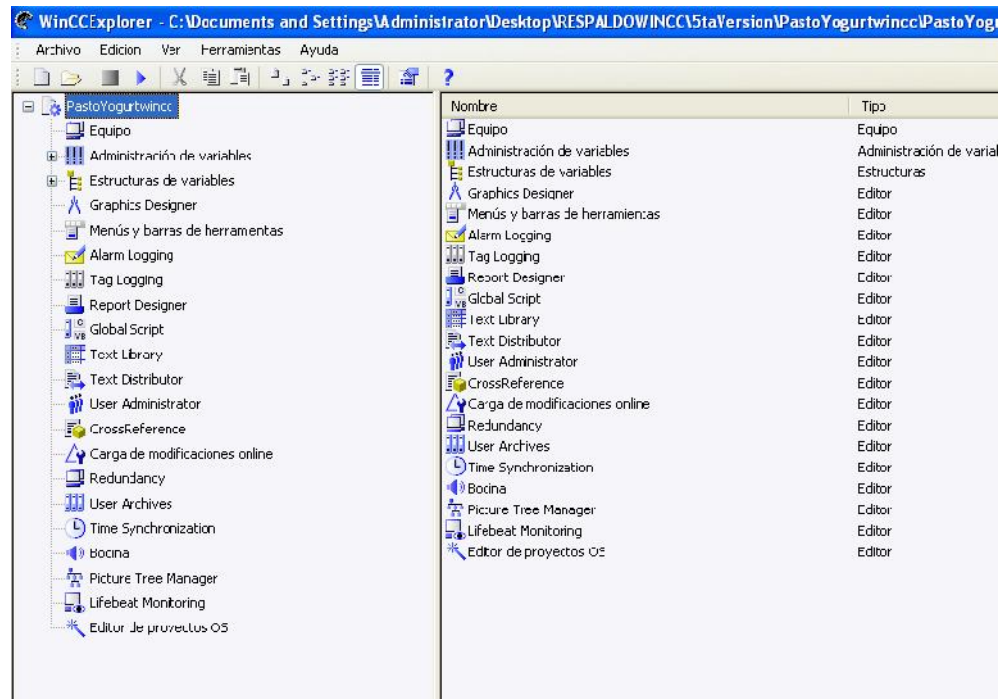 WinCCExplorer - C:\Documents and Settings\Administrator\Desktop\RESPALDOWINCC\5taVersion\PastoYogurtwincc\PastoYogu
Archivo Edicion Ver Herramientas Ayuda
PastoYogurtwincc
Equipo
Administración de variables
Estructuras de variables
Graphics Designer
Menús y barras de herramientas
Alarm Logging
Tag Logging
Report Designer
Global Script
Text Library
Text Distributor
User Administrator
CrossReference
Carga de modificaciones online
Redundancy
User Archives
Time Synchronization
Bocina
Picture Tree Manager
Lifebeat Monitoring
Editor de proyectos OS
Nombre Tipo
Equipo Equipo
Administración de variables Administración de variab
Estructuras de variables Estructuras
Graphics Designer Editor
Menús y barras de herramientas Editor
Alarm Logging Editor
Tag Logging Editor
Report Designer Editor
Global Script Editor
Text Library Editor
Text Distributor Editor
User Administrator Editor
CrossReference Editor
Carga de modificaciones online Editor
Redundancy Editor
User Archives Editor
Time Synchronization Editor
Bocina Editor
Picture Tree Manager Editor
Lifebeat Monitoring Editor
Editor de proyectos OS Editor